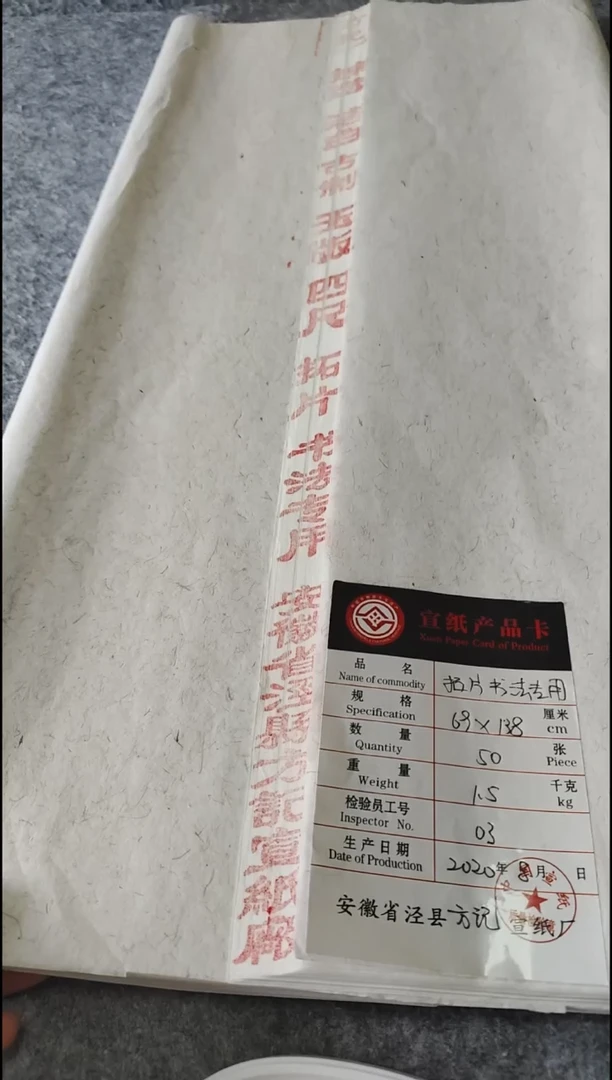 古制
玉版
四尺
拓片
书法专用
安徽省泾县方記宣紙廠
宣纸产品卡
Xuan Paper Card of Product
品名 拓片书法专用
Name of commodity
规格 69×138 厘米
Specification cm
数量 50 张
Quantity Piece
重量 1.5 千克
Weight kg
检验员工号 03
Inspector No.
生产日期 2020年8月 日
Date of Production
安徽省泾县方记宣纸厂